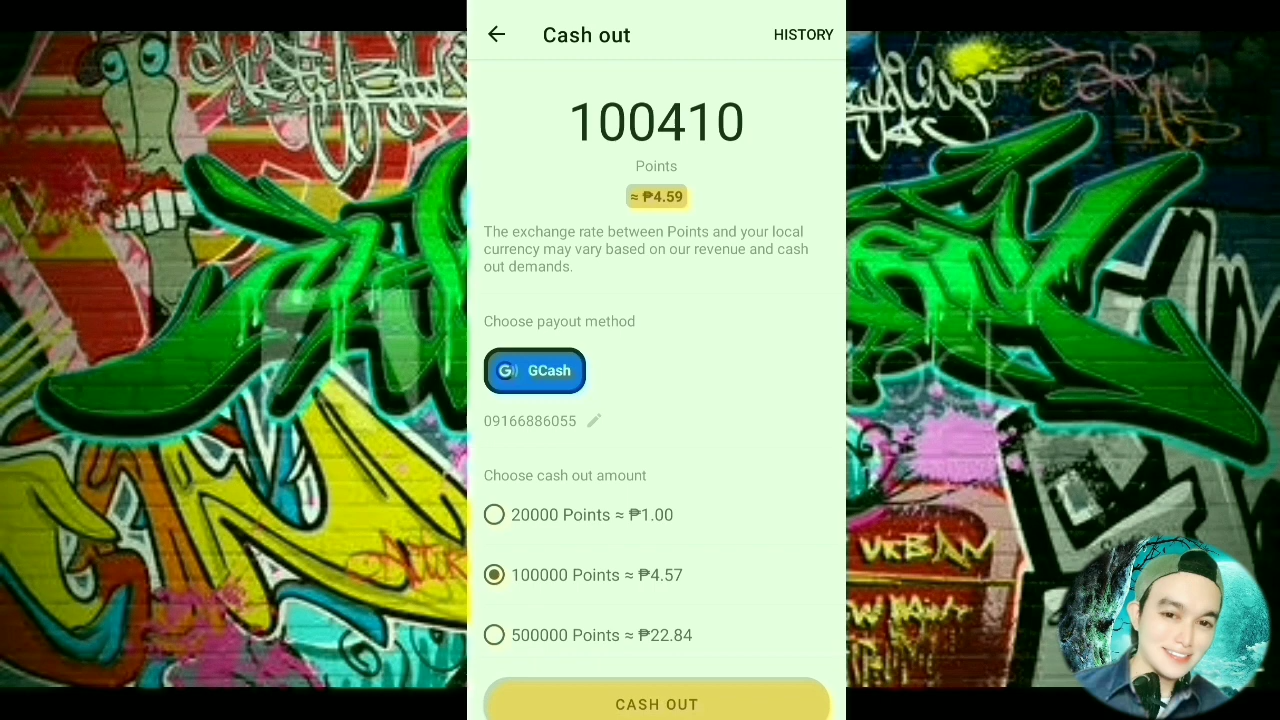 Cash out
HISTORY
100410
Points
≈ ₱4.59
The exchange rate between Points and your local
currency may vary based on our revenue and cash
out demands.
Choose payout method
GCash
09166886055
Choose cash out amount
20000 Points ≈ ₱1.00
100000 Points ≈ ₱4.57
500000 Points ≈ ₱22.84
CASH OUT
URBAN